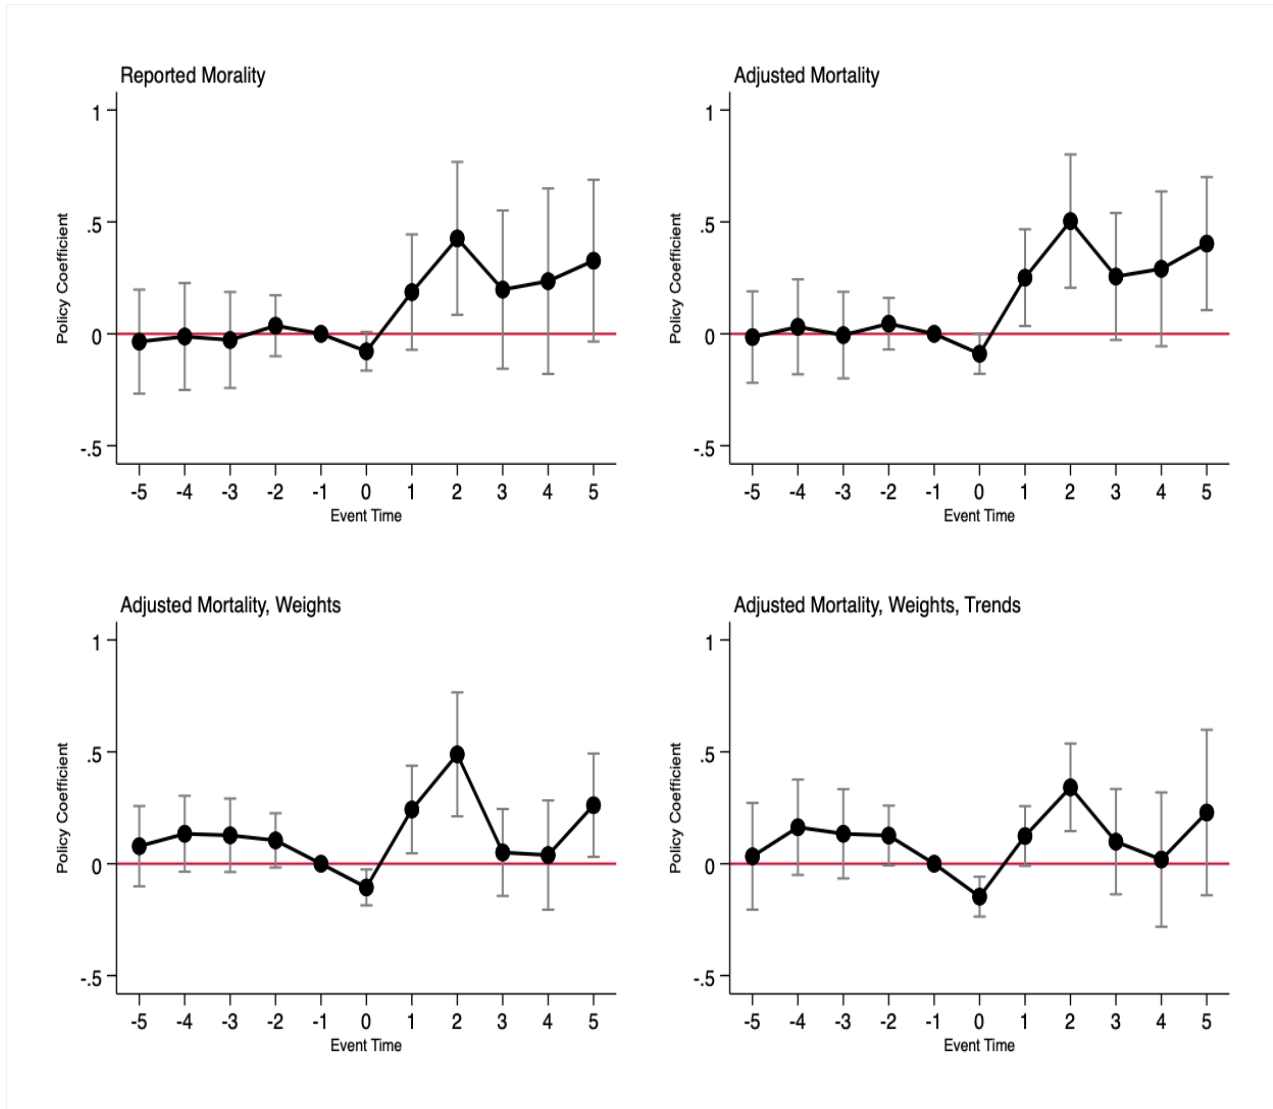 Reported Morality
1
.5
0
-.5
Policy Coefficient
-5 -4 -3 -2 -1 0 1 2 3 4 5
Event Time
Adjusted Mortality
1
.5
0
-.5
Policy Coefficient
-5 -4 -3 -2 -1 0 1 2 3 4 5
Event Time
Adjusted Mortality, Weights
1
.5
0
-.5
Policy Coefficient
-5 -4 -3 -2 -1 0 1 2 3 4 5
Event Time
Adjusted Mortality, Weights, Trends
1
.5
0
-.5
Policy Coefficient
-5 -4 -3 -2 -1 0 1 2 3 4 5
Event Time